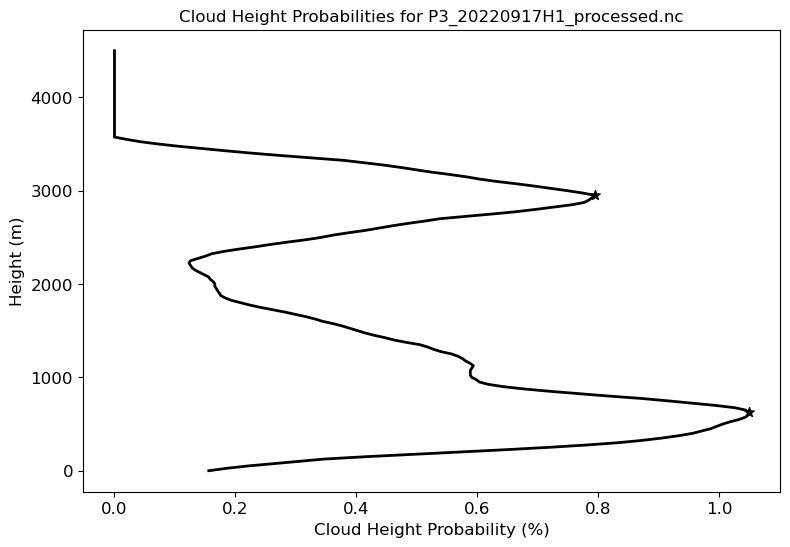 Cloud Height Probabilities for P3_20220917H1_processed.nc
Height (m)
4000
3000
2000
1000
0
0.0 0.2 0.4 0.6 0.8 1.0
Cloud Height Probability (%)